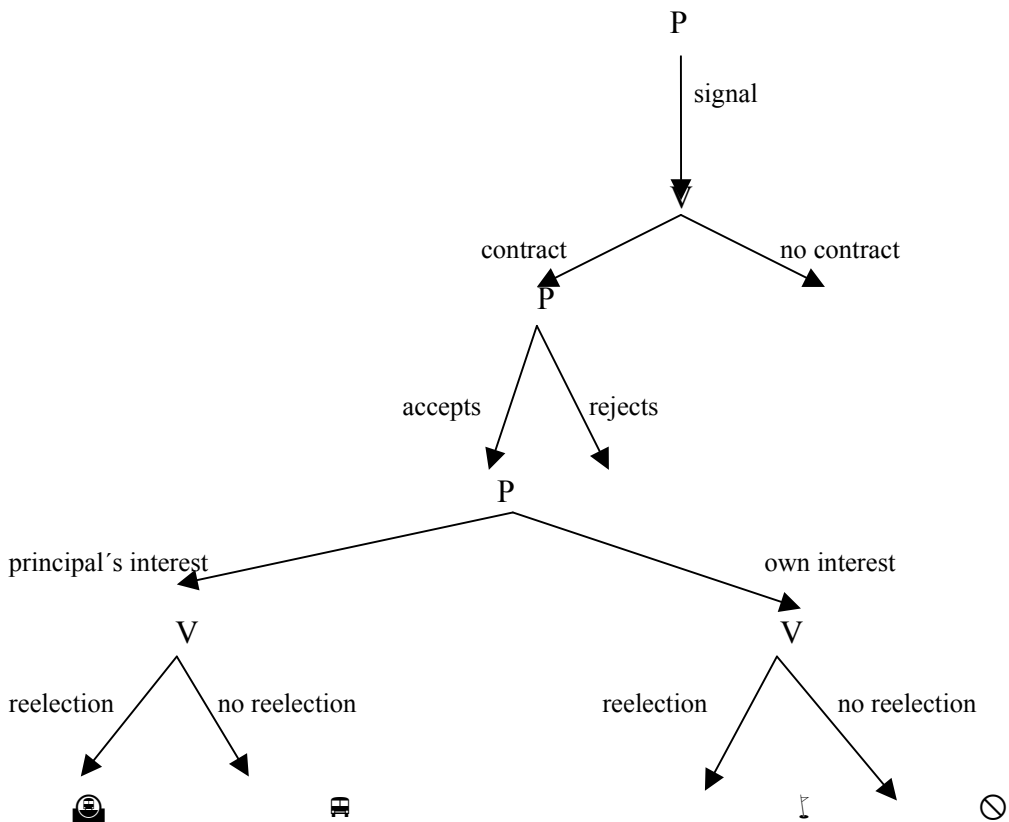 P
signal
V
contract
no contract
P
accepts
rejects
P
principal´s interest
own interest
V
V
reelection
no reelection
reelection
no reelection